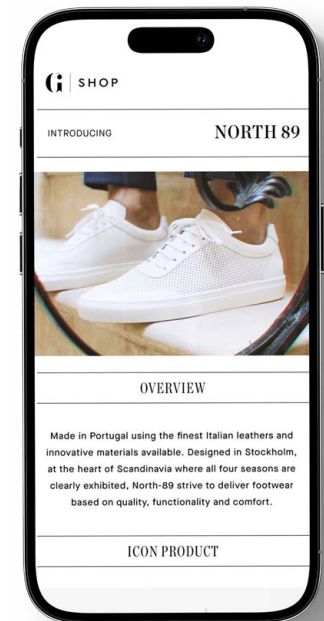 Gi SHOP
INTRODUCING NORTH 89
OVERVIEW
Made in Portugal using the finest Italian leathers and
innovative materials available. Designed in Stockholm,
at the heart of Scandinavia where all four seasons are
clearly exhibited, North-89 strive to deliver footwear
based on quality, functionality and comfort.
ICON PRODUCT